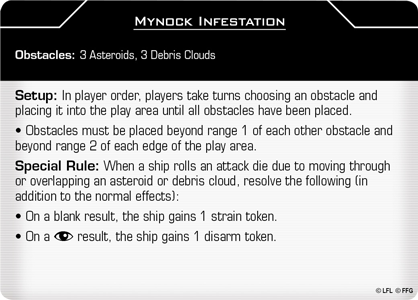 Mynock Infestation
Obstacles: 3 Asteroids, 3 Debris Clouds
Setup: In player order, players take turns choosing an obstacle and
placing it into the play area until all obstacles have been placed.
• Obstacles must be placed beyond range 1 of each other obstacle and
beyond range 2 of each edge of the play area.
Special Rule: When a ship rolls an attack die due to moving through
or overlapping an asteroid or debris cloud, resolve the following (in
addition to the normal effects):
• On a blank result, the ship gains 1 strain token.
• On a result, the ship gains 1 disarm token.
© LFL © FFG